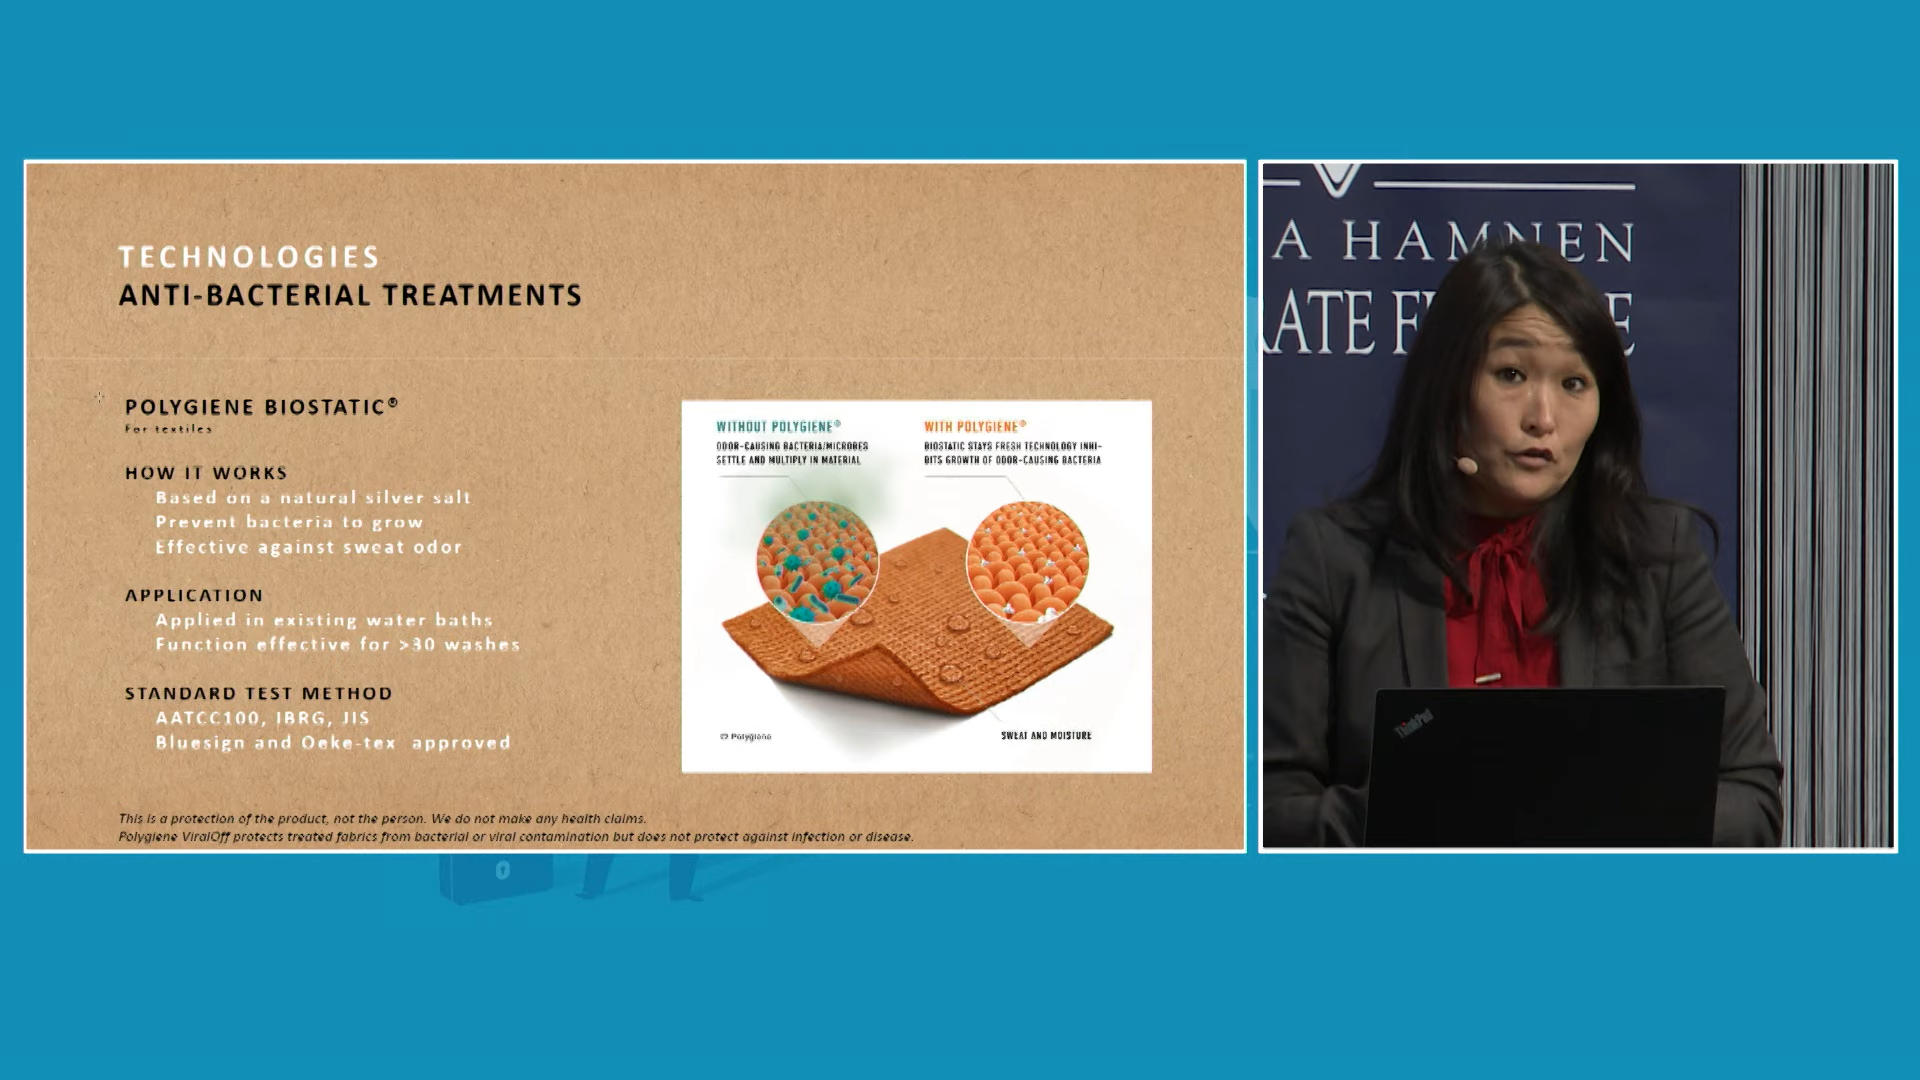 TECHNOLOGIES
ANTI-BACTERIAL TREATMENTS
POLYGIENE BIOSTATIC®
For textiles
HOW IT WORKS
Based on a natural silver salt
Prevent bacteria to grow
Effective against sweat odor
APPLICATION
Applied in existing water baths
Function effective for >30 washes
STANDARD TEST METHOD
AATCC100, IBRG, JIS
Bluesign and Oeke-tex approved
This is a protection of the product, not the person. We do not make any health claims.
Polygiene ViralOff protects treated fabrics from bacterial or viral contamination but does not protect against infection or disease.
WITHOUT POLYGIENE®
ODOR-CAUSING BACTERIA/MICROBES
SETTLE AND MULTIPLY IN MATERIAL
WITH POLYGIENE®
BIOSTATIC STAYS FRESH TECHNOLOGY INHI-
BITS GROWTH OF ODOR-CAUSING BACTERIA
Polygiene
SWEAT AND MOISTURE
A HAMNEN
RATE F E
ThinkPad